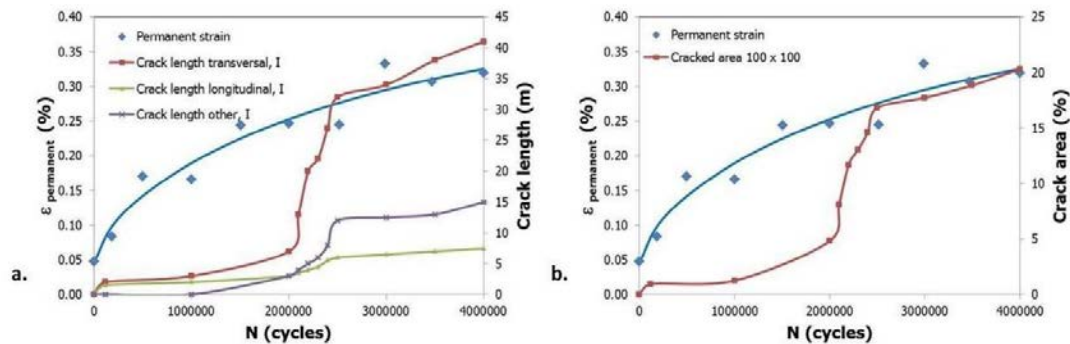 0.40
0.35
0.30
0.25
0.20
0.15
0.10
0.05
0.00
ε permanent (%)
Permanent strain
Crack length transversal, I
Crack length longitudinal, I
Crack length other, I
45
40
35
30
25
20
15
10
5
0
Crack length (m)
0 1000000 2000000 3000000 4000000
N (cycles)
a.
0.40
0.35
0.30
0.25
0.20
0.15
0.10
0.05
0.00
ε permanent (%)
Permanent strain
Cracked area 100 x 100
25
20
15
10
5
0
Crack area (%)
0 1000000 2000000 3000000 4000000
N (cycles)
b.